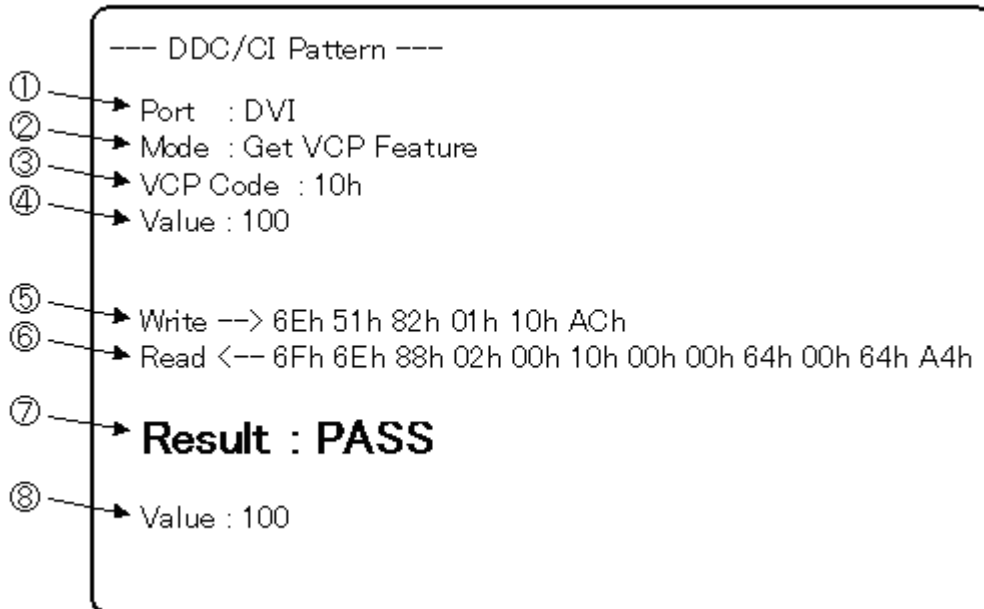 --- DDC/CI Pattern ---
① Port : DVI
② Mode : Get VCP Feature
③ VCP Code : 10h
④ Value : 100
⑤ Write --> 6Eh 51h 82h 01h 10h ACh
⑥ Read <-- 6Fh 6Eh 88h 02h 00h 10h 00h 00h 64h 00h 64h A4h
⑦ Result : PASS
⑧ Value : 100